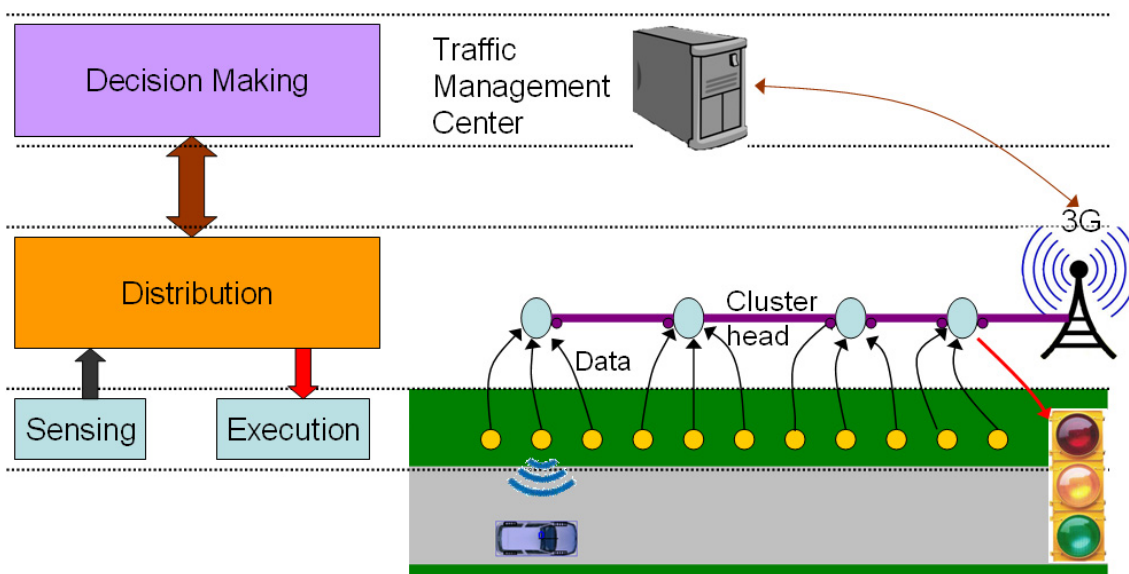 Decision Making
Traffic
Management
Center
3G
Distribution
Cluster
head
Data
Sensing
Execution